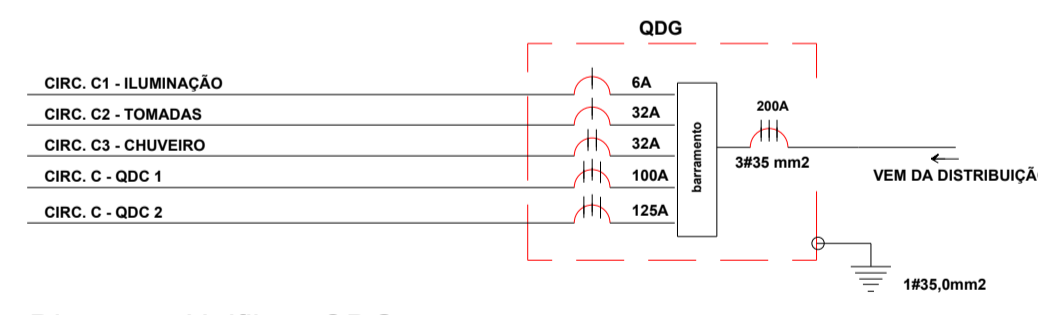 QDG
CIRC. C1 - ILUMINAÇÃO
6A
CIRC. C2 - TOMADAS
32A
CIRC. C3 - CHUVEIRO
32A
CIRC. C - QDC 1
100A
CIRC. C - QDC 2
125A
barramento
200A
3#35 mm2
VEM DA
1#35,0mm2